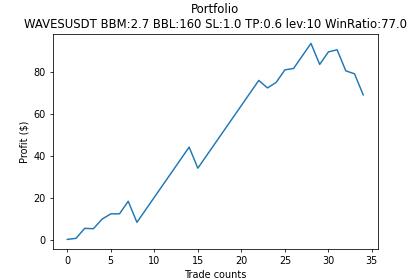 Portfolio
WAVESUSDT BBM:2.7 BBL:160 SL:1.0 TP:0.6 lev:10 WinRatio:77.0
80
60
40
20
0
Profit ($)
0 5 10 15 20 25 30 35
Trade counts